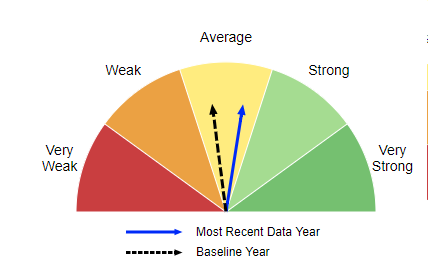 Average
Weak
Strong
Very
Weak
Very
Strong
Most Recent Data Year
Baseline Year